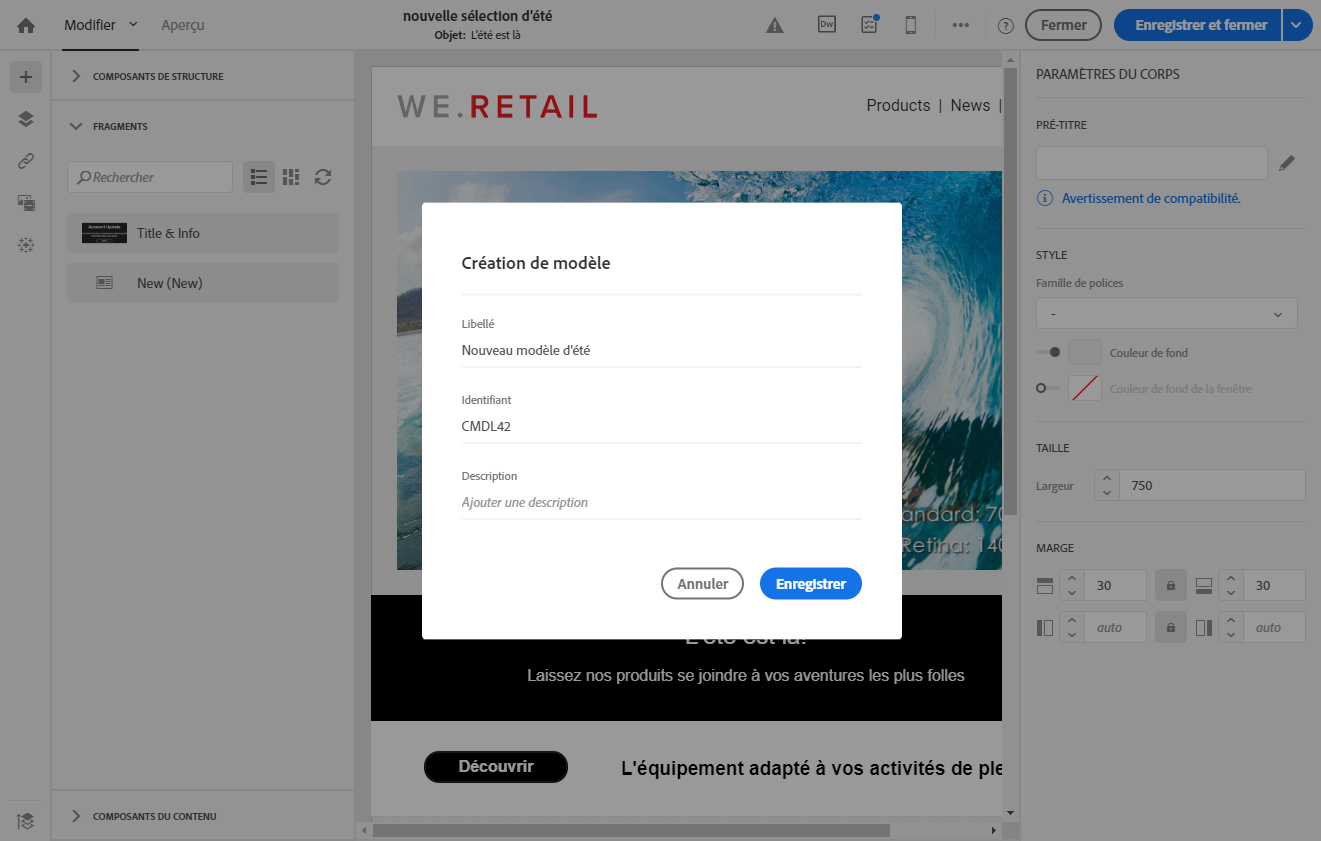 Modifier
Aperçu
nouvelle sélection d'été
Objet: L'été est là
Dw
Fermer
Enregistrer et fermer
COMPOSANTS DE STRUCTURE
FRAGMENTS
Rechercher
Account Update
Title & Info
New (New)
COMPOSANTS DU CONTENU
WE.RETAIL
Products | News |
Création de modèle
Libellé
Nouveau modèle d'été
Identifiant
CMDL42
Description
Ajouter une description
Annuler
Enregistrer
andard: 70
Retina: 140
L'été est là!
Laissez nos produits se joindre à vos aventures les plus folles
Découvrir
L'équipement adapté à vos activités de ple
PARAMÈTRES DU CORPS
PRÉ-TITRE
Avertissement de compatibilité.
STYLE
Famille de polices
-
Couleur de fond
Couleur de fond de la fenêtre
TAILLE
Largeur
750
MARGE
30
30
auto
auto